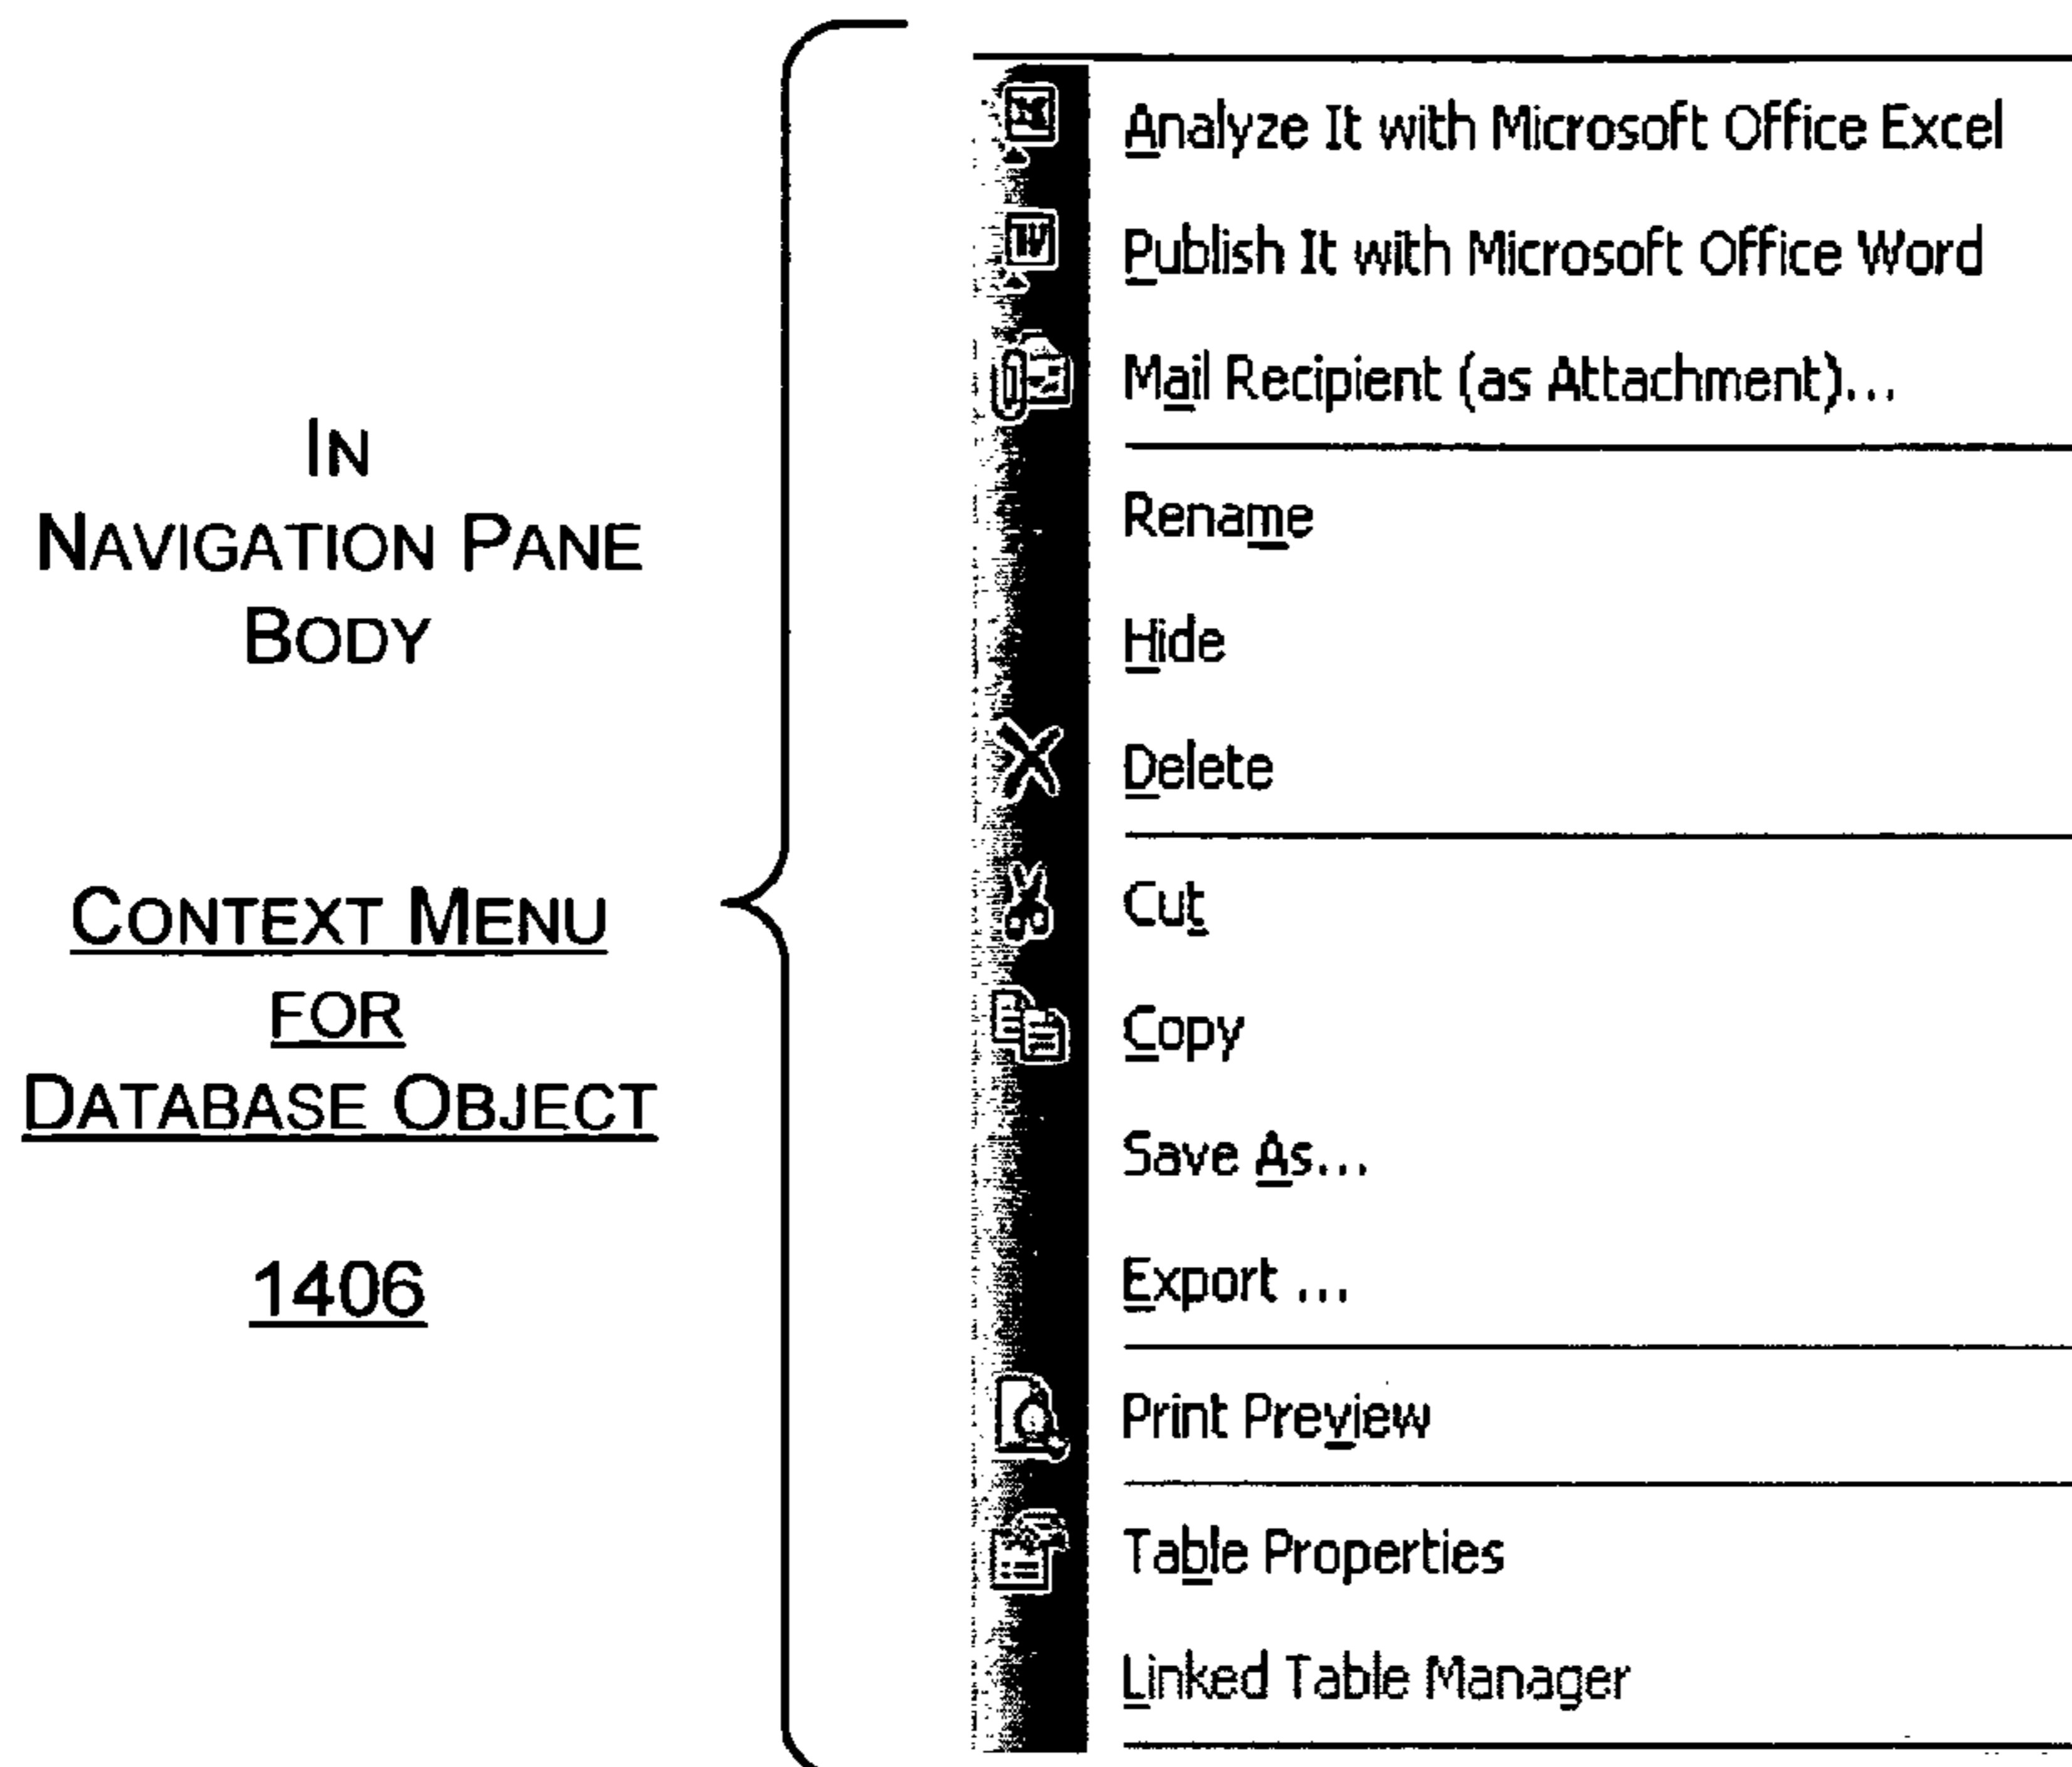 IN
NAVIGATION PANE
BODY
CONTEXT MENU
FOR
DATABASE OBJECT
1406
Analyze It with Microsoft Office Excel
Publish It with Microsoft Office Word
Mail Recipient (as Attachment)...
Rename
Hide
Delete
Cut
Copy
Save As...
Export ...
Print Preview
Table Properties
Linked Table Manager